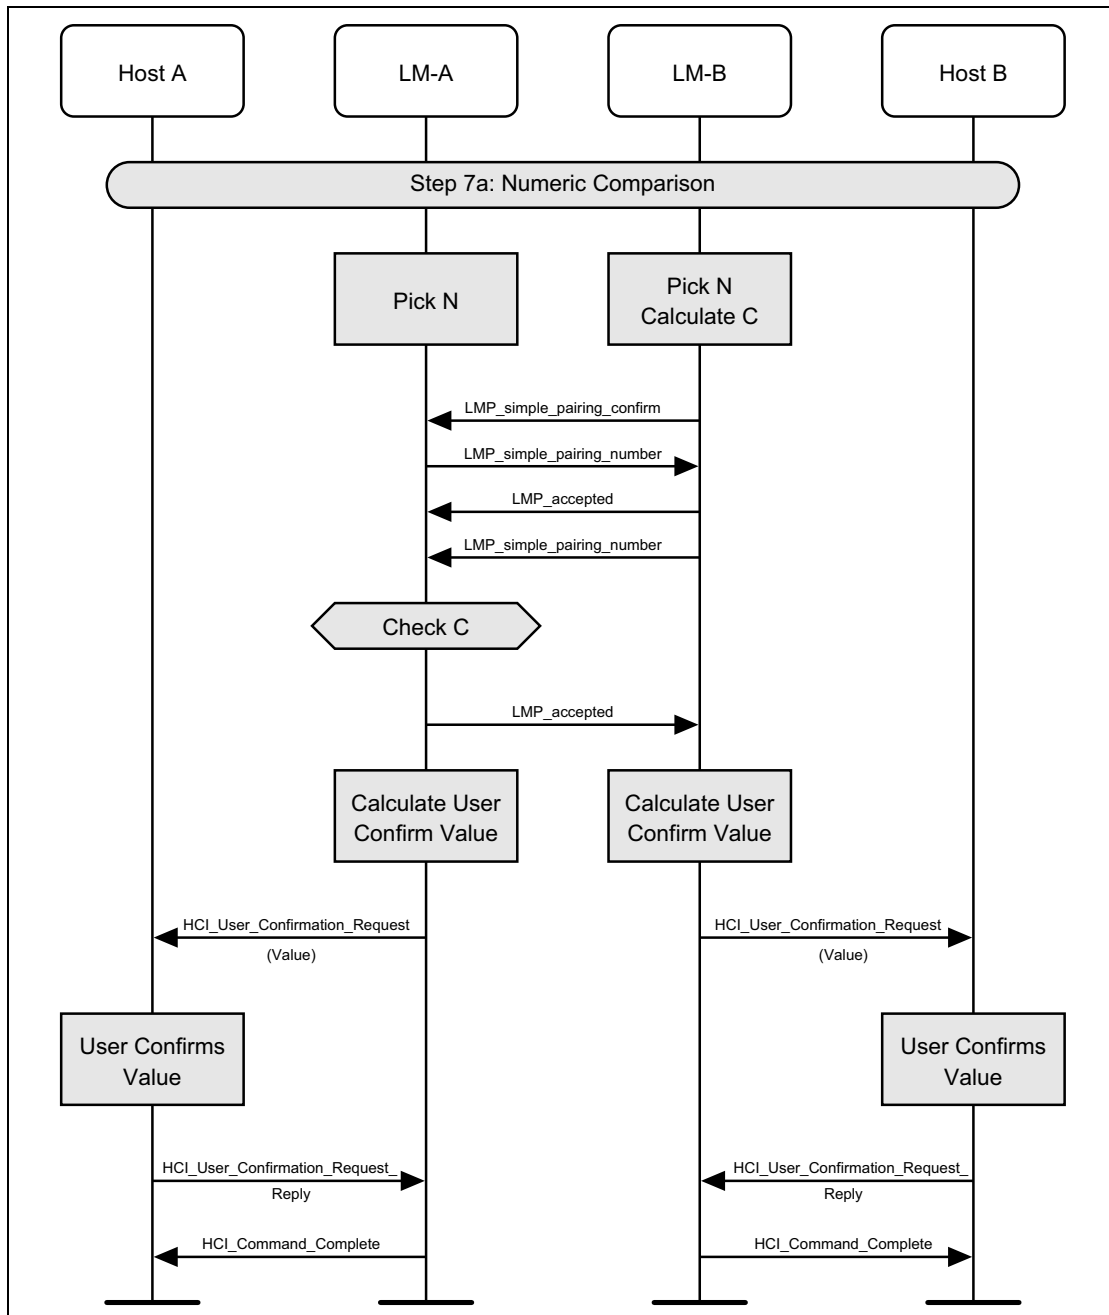 Host A
LM-A
LM-B
Host B
Step 7a: Numeric Comparison
Pick N
Pick N
Calculate C
LMP_simple_pairing_confirm
LMP_simple_pairing_number
LMP_accepted
LMP_simple_pairing_number
Check C
LMP_accepted
Calculate User
Confirm Value
Calculate User
Confirm Value
HCI_User_Confirmation_Request
(Value)
HCI_User_Confirmation_Request
(Value)
User Confirms
Value
User Confirms
Value
HCI_User_Confirmation_Request_
Reply
HCI_User_Confirmation_Request_
Reply
HCI_Command_Complete
HCI_Command_Complete